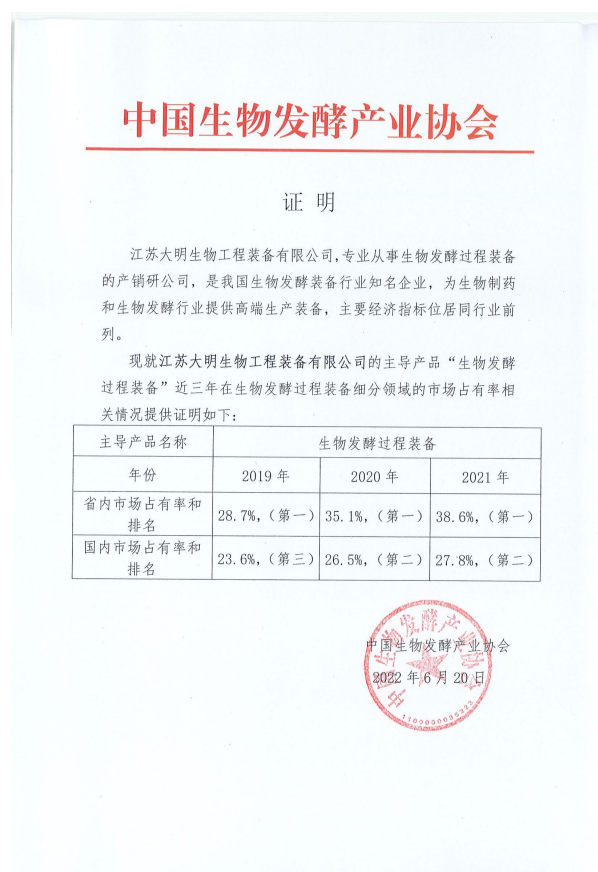 中国生物发酵产业协会
证 明
江苏大明生物工程装备有限公司,专业从事生物发酵过程装备
的产销研公司，是我国生物发酵装备行业知名企业，为生物制药
和生物发酵行业提供高端生产装备，主要经济指标位居同行业前
列。
现就江苏大明生物工程装备有限公司的主导产品“生物发酵
过程装备”近三年在生物发酵过程装备细分领域的市场占有率相
关情况提供证明如下：
主导产品名称 生物发酵过程装备
年份 2019 年 2020 年 2021 年
省内市场占有率和
排名 28.7%,（第一） 35.1%,（第一） 38.6%,（第一）
国内市场占有率和
排名 23.6%,（第三） 26.5%,（第二） 27.8%,（第二）
中国生物发酵产业协会
2022 年 6 月 20 日
中国生物发酵产业协会
1100000035323